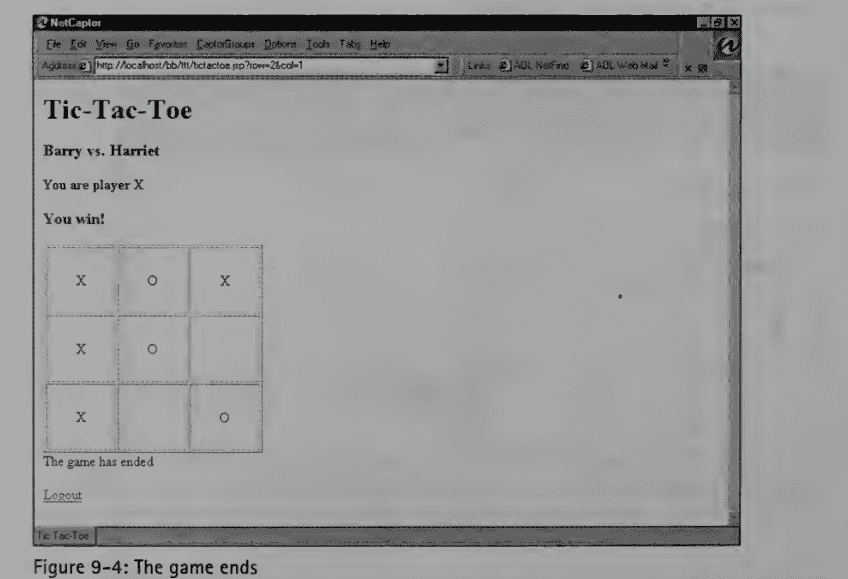 NetCaptor
File Edit View Go Favorites CaptorGroups Options Tools Tabs Help
Address http://localhost/bb/ttt/tictactoe.jsp?row=2&col=1 Links AOL NetFind AOL Web Mail
Tic-Tac-Toe
Barry vs. Harriet
You are player X
You win!
X O X
X O
X O
The game has ended
Logout
Tic Tac-Toe
Figure 9-4: The game ends